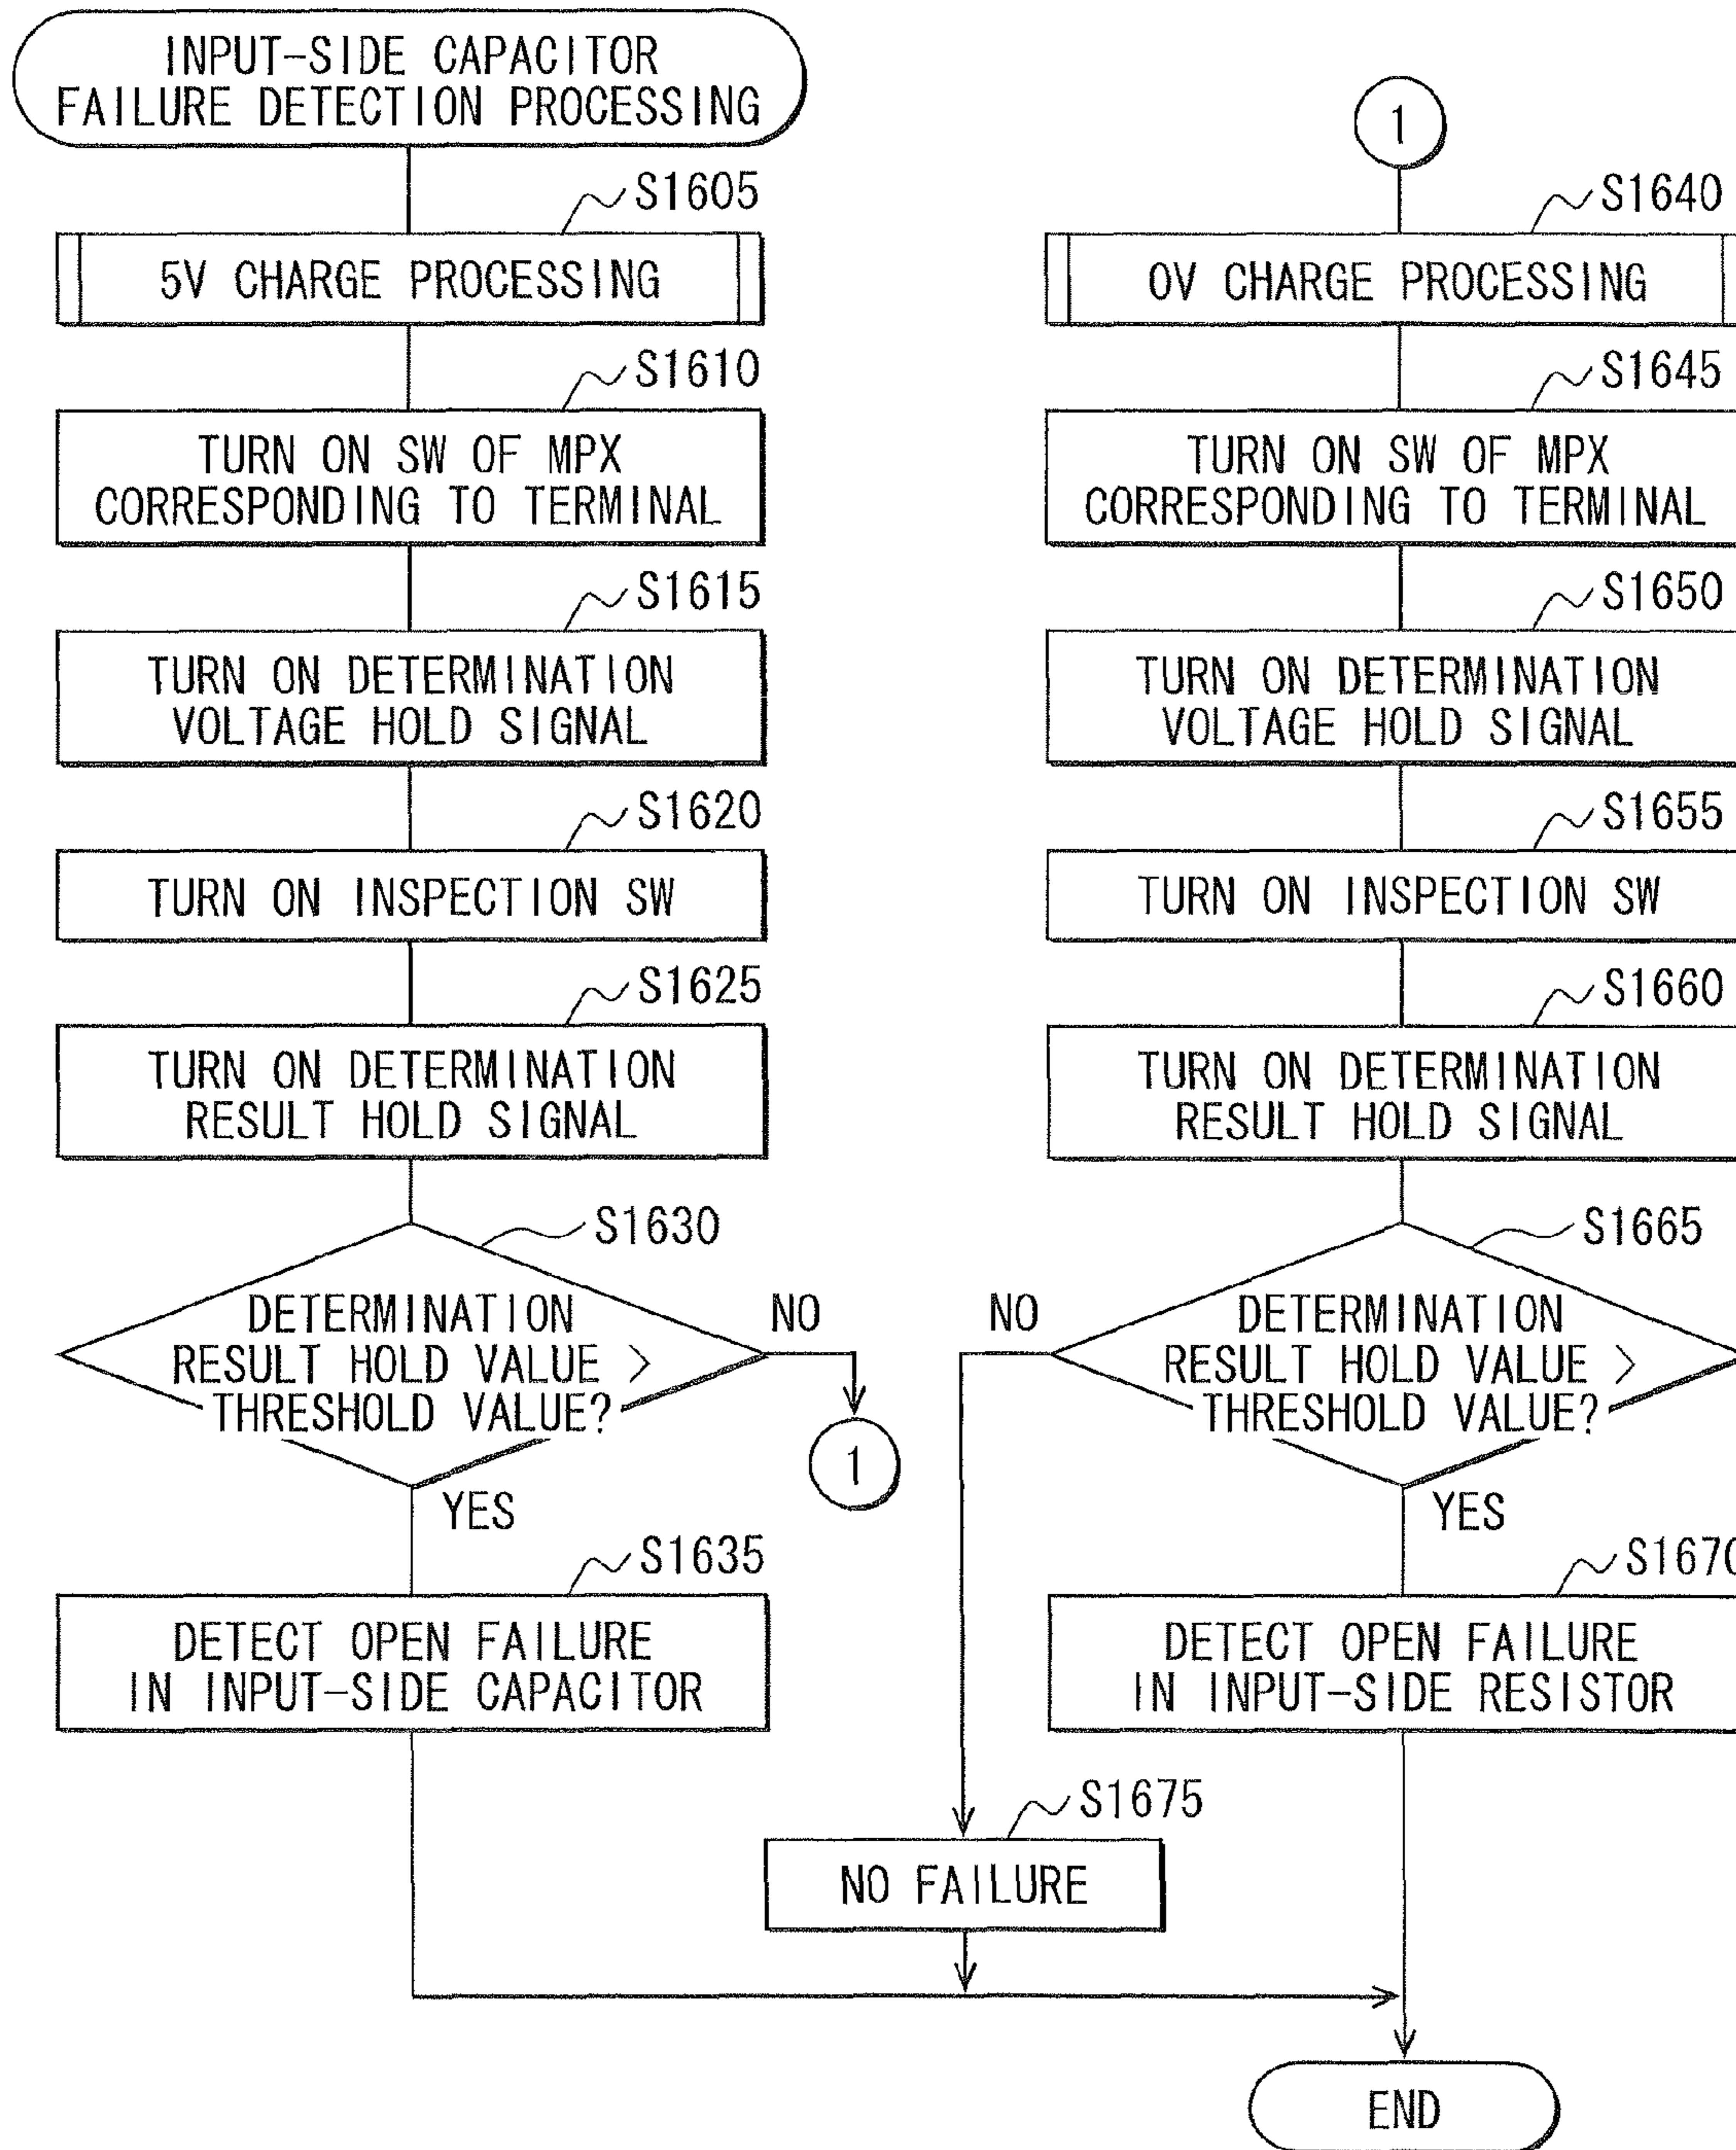 INPUT-SIDE CAPACITOR
FAILURE DETECTION PROCESSING
S1605
5V CHARGE PROCESSING
S1610
TURN ON SW OF MPX
CORRESPONDING TO TERMINAL
S1615
TURN ON DETERMINATION
VOLTAGE HOLD SIGNAL
S1620
TURN ON INSPECTION SW
S1625
TURN ON DETERMINATION
RESULT HOLD SIGNAL
S1630
DETERMINATION
RESULT HOLD VALUE >
THRESHOLD VALUE?
NO
1
YES
S1635
DETECT OPEN FAILURE
IN INPUT-SIDE CAPACITOR
1
S1640
0V CHARGE PROCESSING
S1645
TURN ON SW OF MPX
CORRESPONDING TO TERMINAL
S1650
TURN ON DETERMINATION
VOLTAGE HOLD SIGNAL
S1655
TURN ON INSPECTION SW
S1660
TURN ON DETERMINATION
RESULT HOLD SIGNAL
S1665
DETERMINATION
RESULT HOLD VALUE >
THRESHOLD VALUE?
NO
YES
S1670
DETECT OPEN FAILURE
IN INPUT-SIDE RESISTOR
S1675
NO FAILURE
END